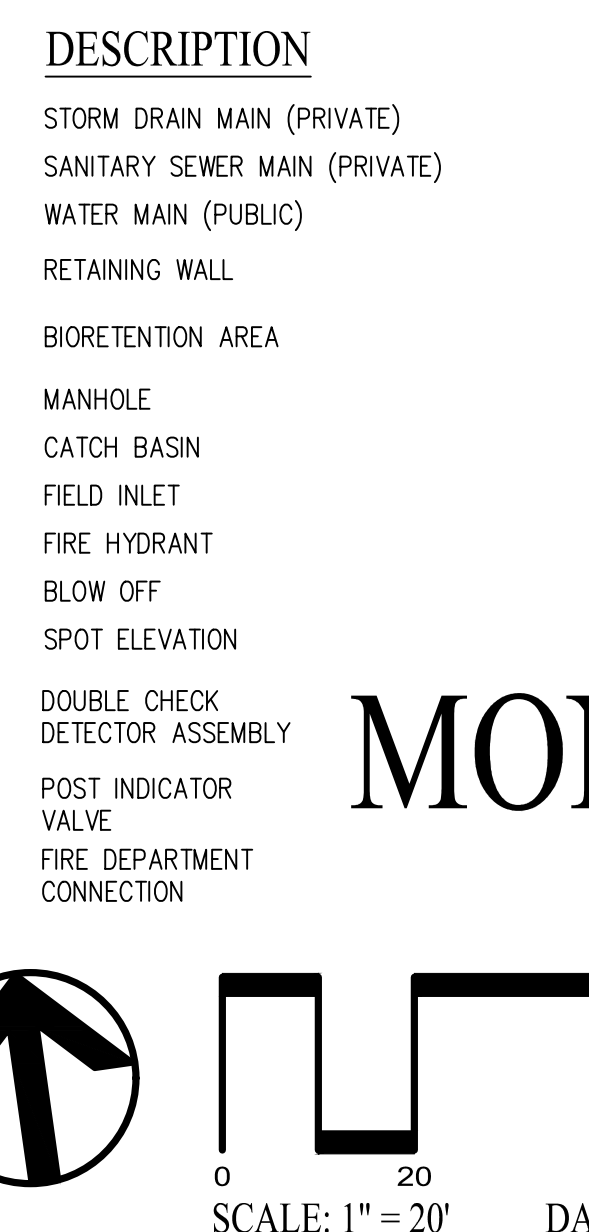 DESCRIPTION
STORM DRAIN MAIN (PRIVATE)
SANITARY SEWER MAIN (PRIVATE)
WATER MAIN (PUBLIC)
RETAINING WALL
BIORETENTION AREA
MANHOLE
CATCH BASIN
FIELD INLET
FIRE HYDRANT
BLOW OFF
SPOT ELEVATION
DOUBLE CHECK
DETECTOR ASSEMBLY
POST INDICATOR
VALVE
FIRE DEPARTMENT
CONNECTION
0 20
SCALE: 1" = 20'